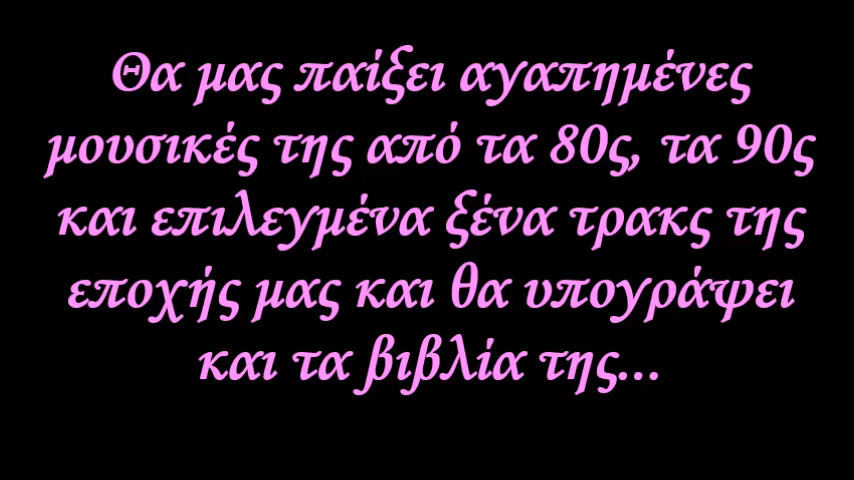 Θα μας παίξει αγαπημένες
μουσικές της από τα 80ς, τα 90ς
και επιλεγμένα ξένα τρακς της
εποχής μας και θα υπογράψει
και τα βιβλία της...